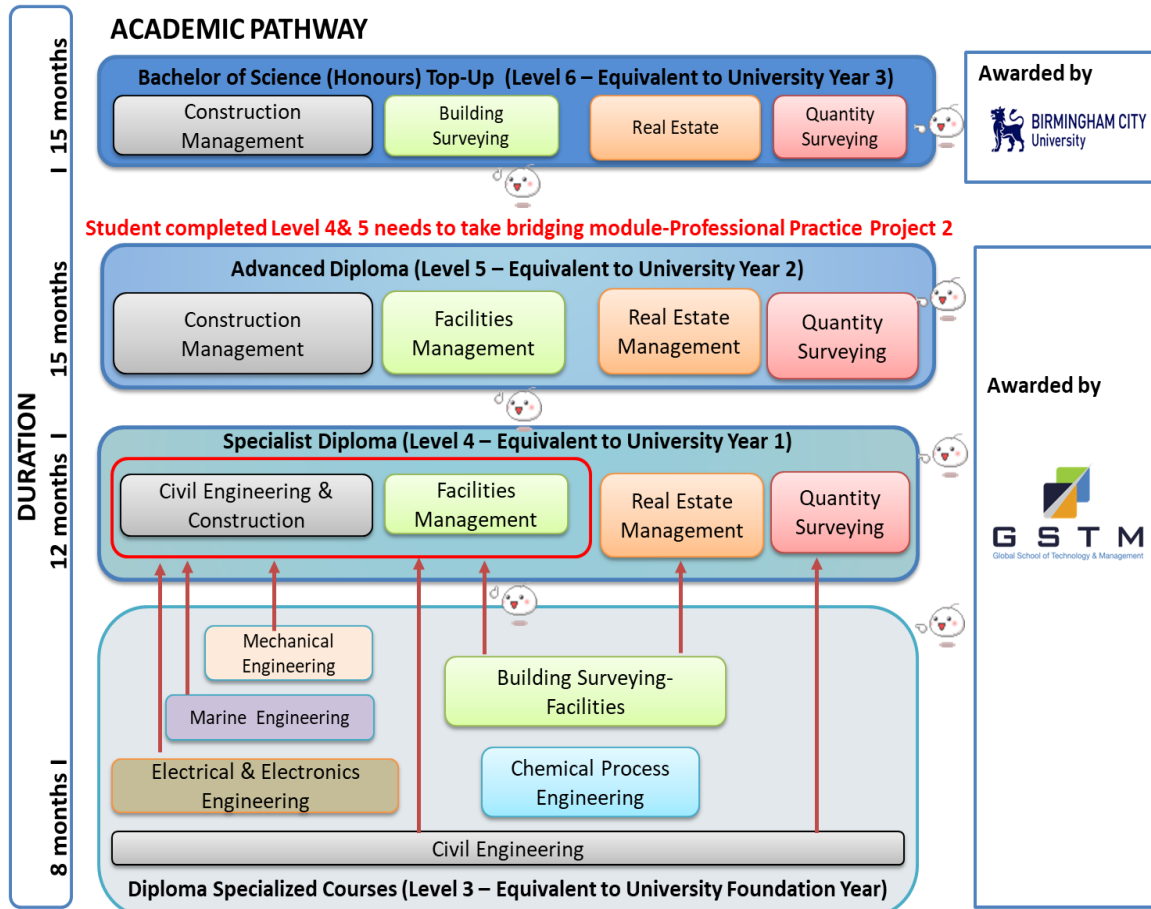 ACADEMIC PATHWAY
DURATION
I 15 months
Bachelor of Science (Honours) Top-Up (Level 6 – Equivalent to University Year 3)
Construction
Management
Building
Surveying
Real Estate
Quantity
Surveying
Awarded by
BIRMINGHAM CITY
University
Student completed Level 4& 5 needs to take bridging module-Professional Practice Project 2
15 months
Advanced Diploma (Level 5 – Equivalent to University Year 2)
Construction
Management
Facilities
Management
Real Estate
Management
Quantity
Surveying
Awarded by
G S T M
Global School of Technology & Management
12 months I
Specialist Diploma (Level 4 – Equivalent to University Year 1)
Civil Engineering &
Construction
Facilities
Management
Real Estate
Management
Quantity
Surveying
8 months I
Mechanical
Engineering
Marine Engineering
Electrical & Electronics
Engineering
Building Surveying-
Facilities
Chemical Process
Engineering
Civil Engineering
Diploma Specialized Courses (Level 3 – Equivalent to University Foundation Year)